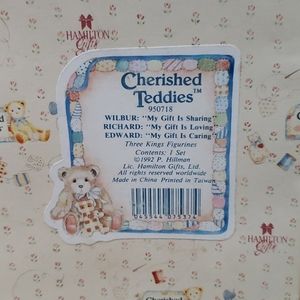 HAMILTON
Gifts
Cherished
Teddies™
950718
WILBUR: "My Gift Is Sharing"
RICHARD: "My Gift Is Loving"
EDWARD: "My Gift Is Caring"
Three Kings Figurines
Contents: 1 Set
©1992 P. Hillman
Lic. Hamilton Gifts, Ltd.
All rights reserved worldwide
Made in China Printed in Taiwan
HAMILTON
Gifts
Cherished